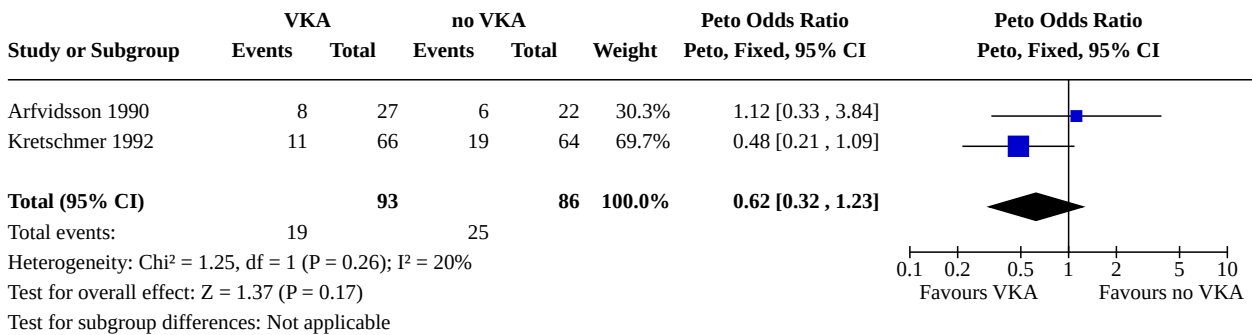 VKA no VKA Peto Odds Ratio Peto Odds Ratio
Study or Subgroup Events Total Events Total Weight Peto, Fixed, 95% CI Peto, Fixed, 95% CI
Arfvidsson 1990 8 27 6 22 30.3% 1.12 [0.33 , 3.84]
Kretschmer 1992 11 66 19 64 69.7% 0.48 [0.21 , 1.09]
Total (95% CI) 93 86 100.0% 0.62 [0.32 , 1.23]
Total events: 19 25
Heterogeneity: Chi² = 1.25, df = 1 (P = 0.26); I² = 20%
0.1 0.2 0.5 1 2 5 10
Test for overall effect: Z = 1.37 (P = 0.17)
Favours VKA Favours no VKA
Test for subgroup differences: Not applicable